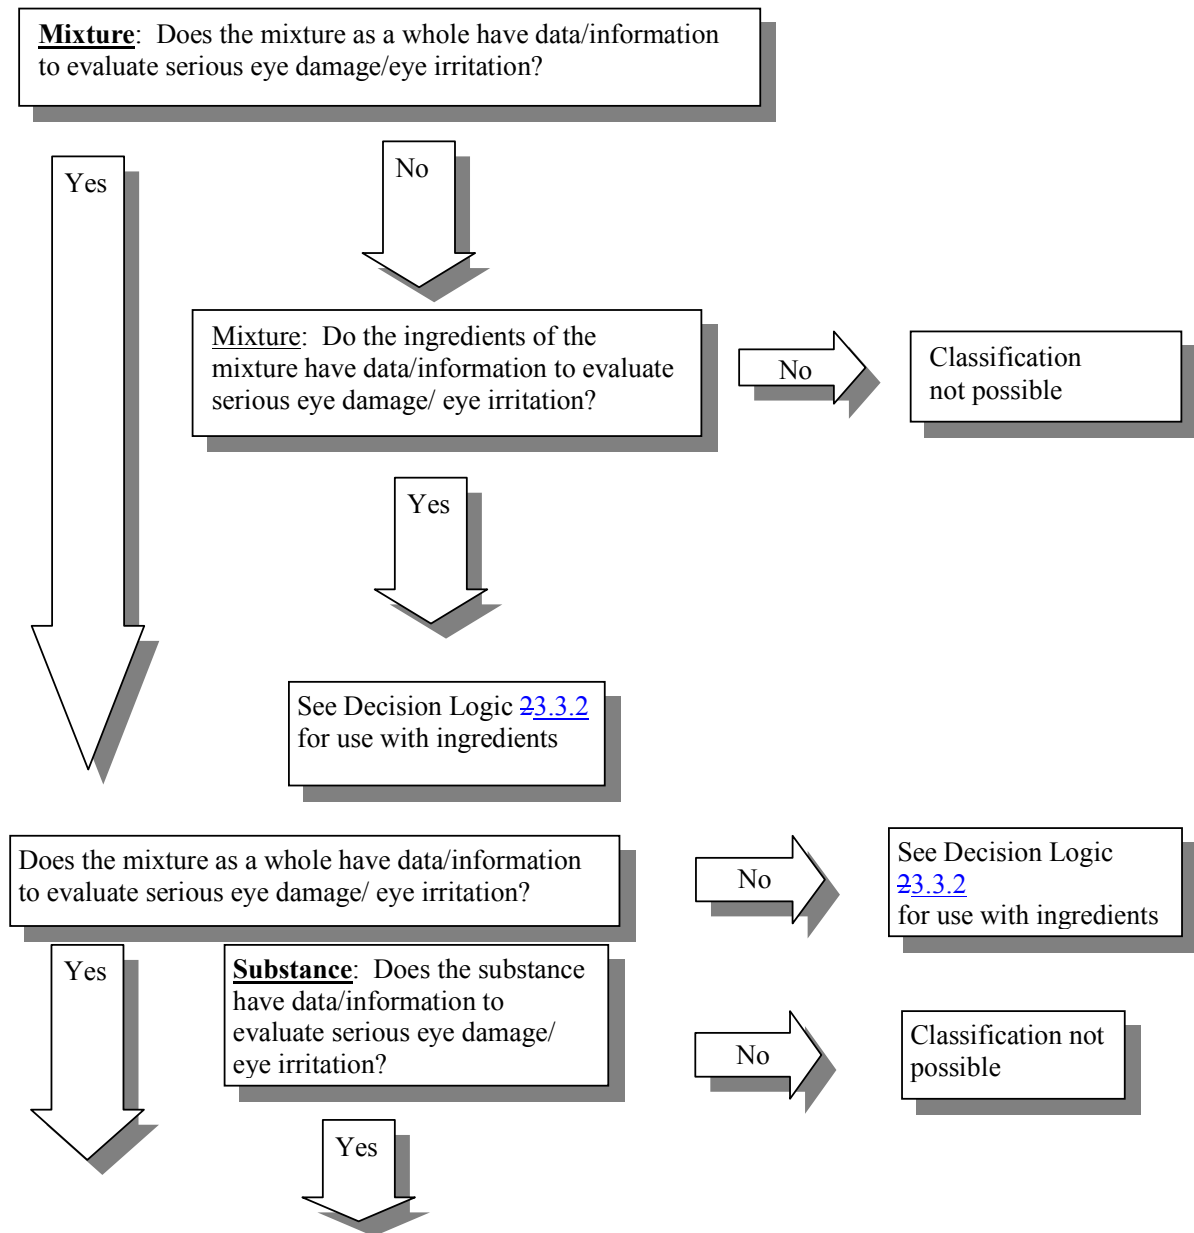 Mixture: Does the mixture as a whole have data/information
to evaluate serious eye damage/eye irritation?
Yes
No
Mixture: Do the ingredients of the
mixture have data/information to evaluate
serious eye damage/ eye irritation?
No
Classification
not possible
Yes
See Decision Logic 23.3.2
for use with ingredients
Does the mixture as a whole have data/information
to evaluate serious eye damage/ eye irritation?
No
See Decision Logic
23.3.2
for use with ingredients
Yes
Substance: Does the substance
have data/information to
evaluate serious eye damage/
eye irritation?
No
Classification not
possible
Yes